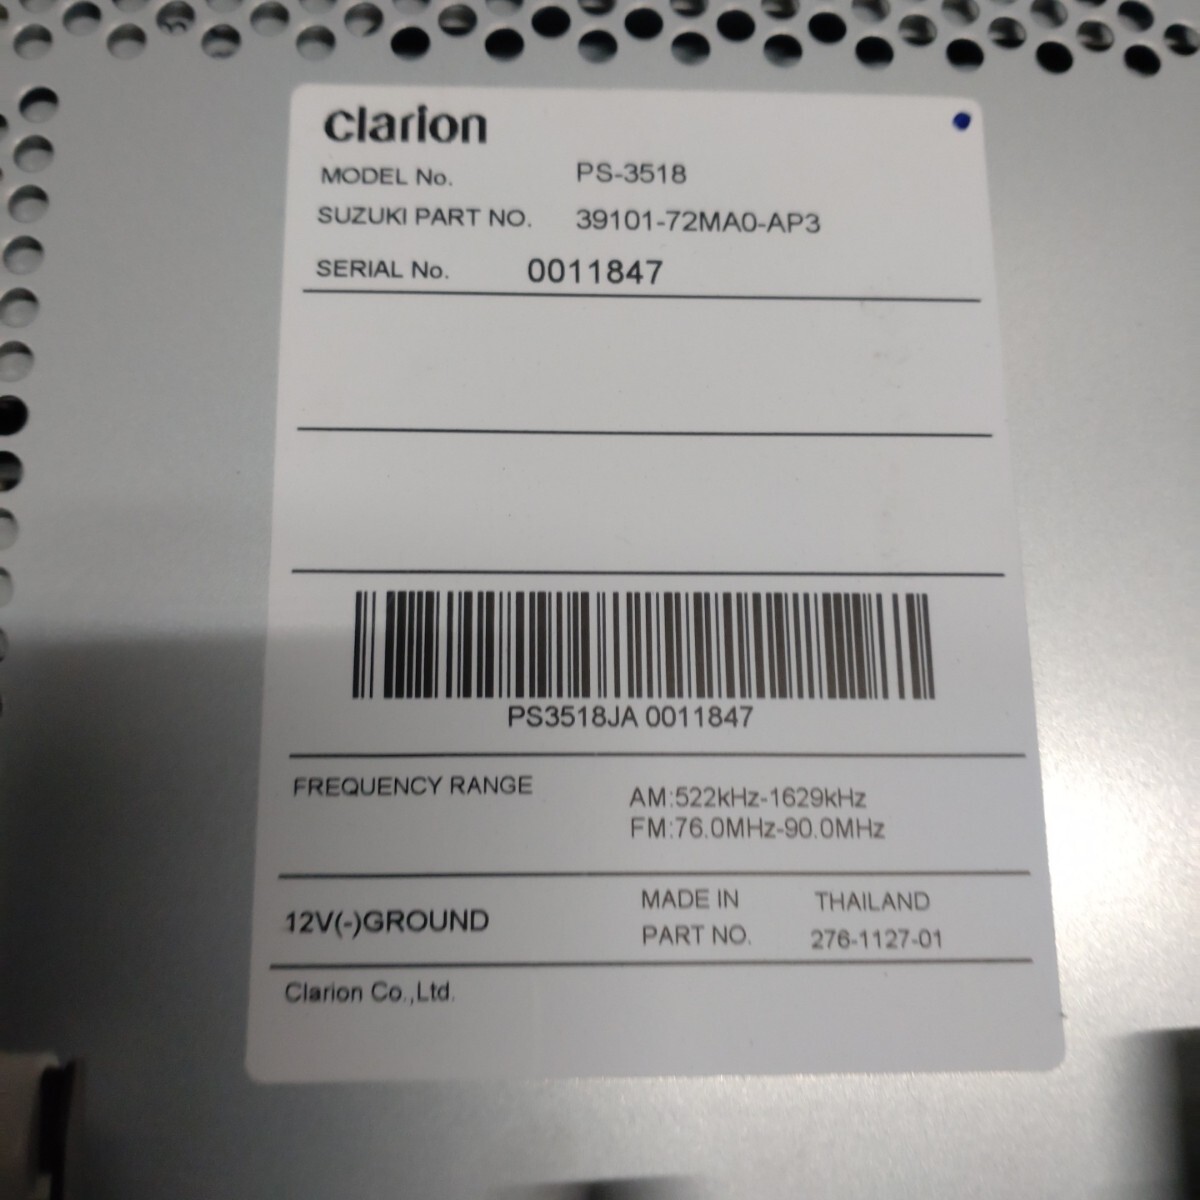 clarion
MODEL No. PS-3518
SUZUKI PART NO. 39101-72MA0-AP3
SERIAL No. 0011847
PS3518JA 0011847
FREQUENCY RANGE AM:522kHz-1629kHz
FM:76.0MHz-90.0MHz
12V(-)GROUND
MADE IN THAILAND
PART NO. 276-1127-01
Clarion Co.,Ltd.